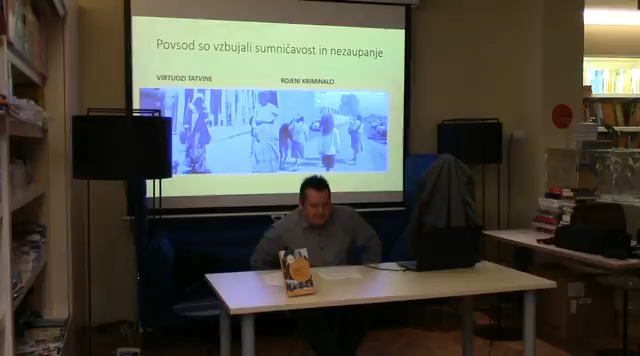 Povsod so vzbujali sumničavost in nezaupanje
VIRTUOZI TATVINE
ROJENI KRIMINALCI